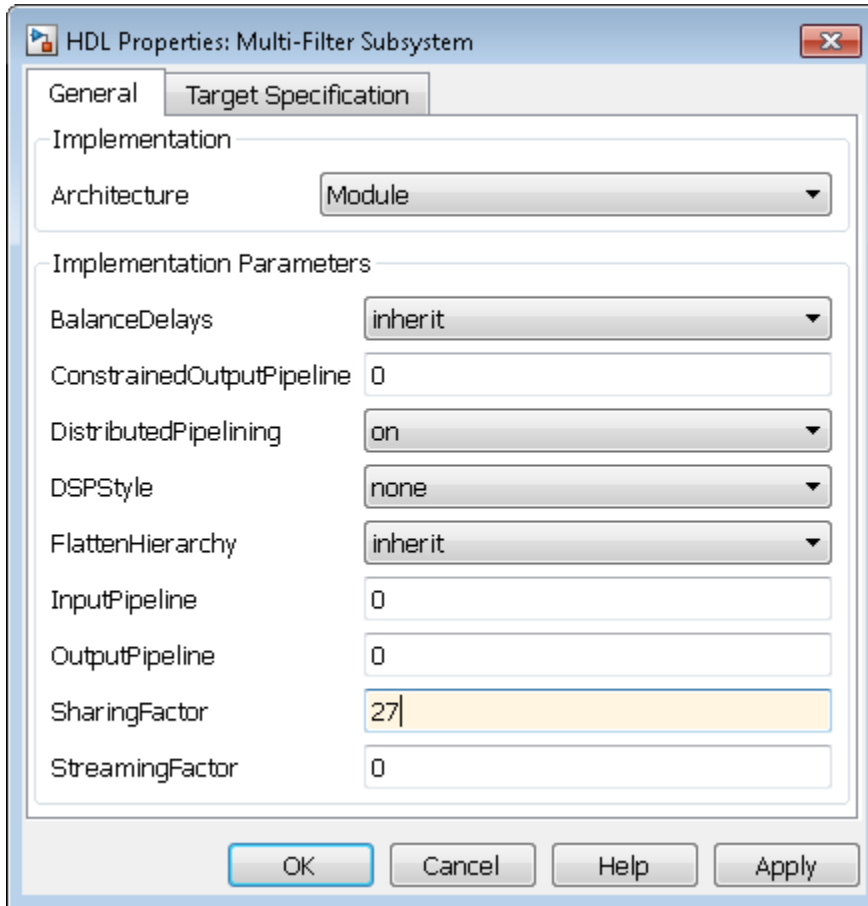 HDL Properties: Multi-Filter Subsystem
General Target Specification
Implementation
Architecture Module
Implementation Parameters
BalanceDelays inherit
ConstrainedOutputPipeline 0
DistributedPipelining on
DSPStyle none
FlattenHierarchy inherit
InputPipeline 0
OutputPipeline 0
SharingFactor 27
StreamingFactor 0
OK Cancel Help Apply